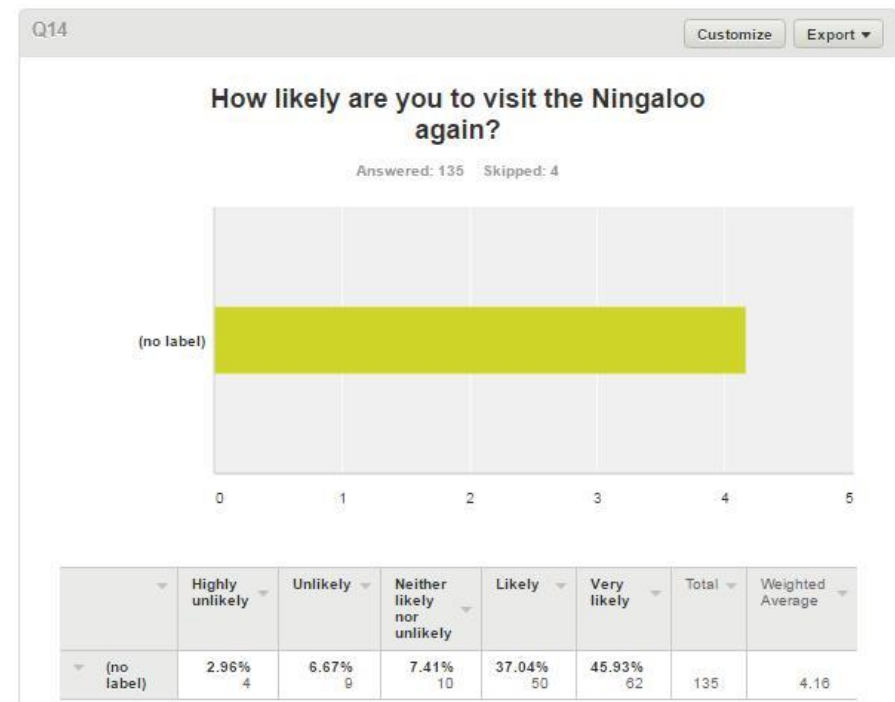 Q14
Customize
Export
How likely are you to visit the Ningaloo
again?
Answered: 135 Skipped: 4
(no label)
0 1 2 3 4 5
Highly unlikely
Unlikely
Neither likely nor unlikely
Likely
Very likely
Total
Weighted Average
(no label)
2.96% 6.67% 7.41% 37.04% 45.93%
4 9 10 50 62 135 4.16